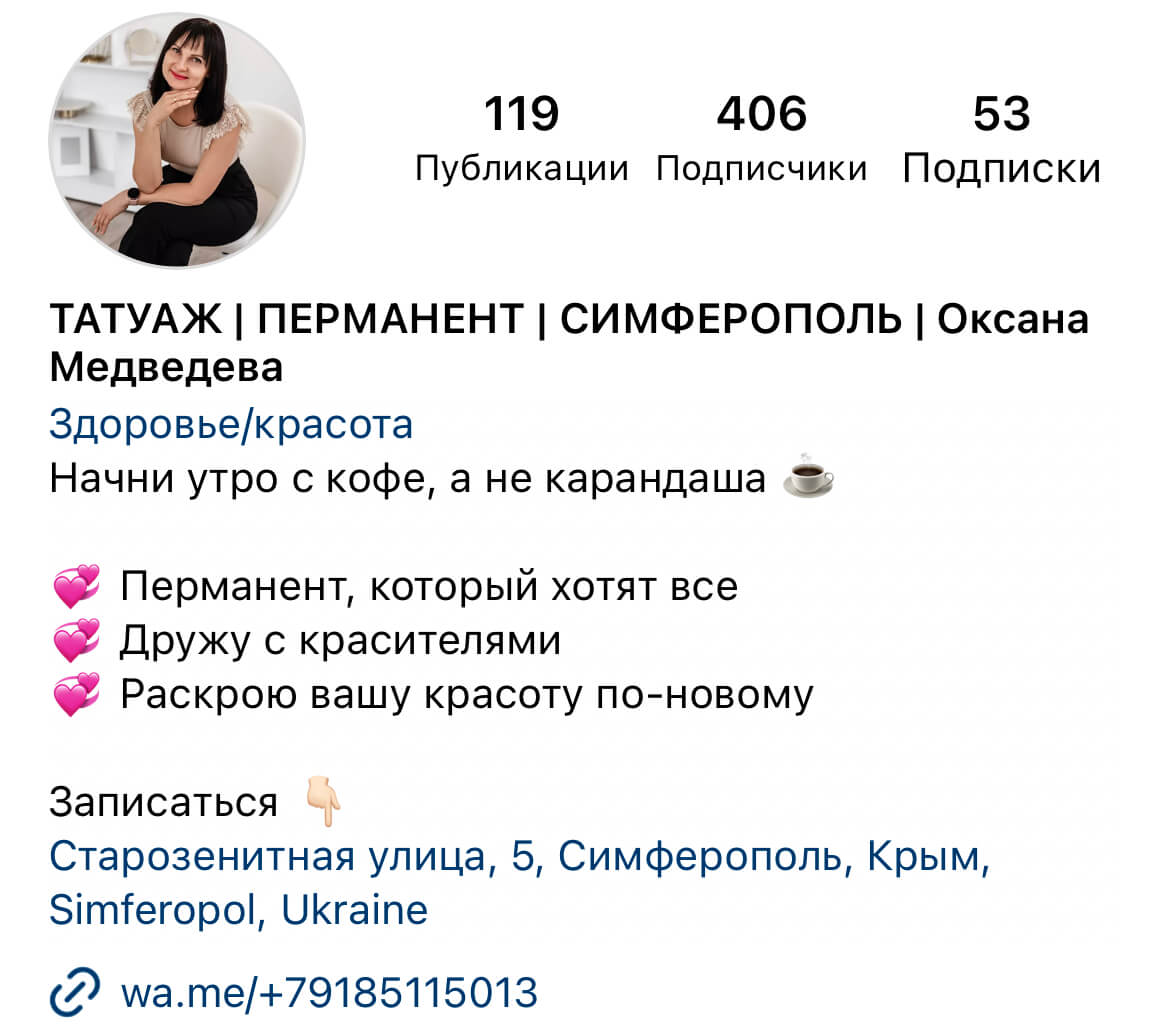 119 406 53
Публикации Подписчики Подписки
ТАТУАЖ | ПЕРМАНЕНТ | СИМФЕРОПОЛЬ | Оксана
Медведева
Здоровье/красота
Начни утро с кофе, а не карандаша ☕
💞 Перманент, который хотят все
💞 Дружу с красителями
💞 Раскрою вашу красоту по-новому
Записаться 👇🏻
Старозенитная улица, 5, Симферополь, Крым,
Simferopol, Ukraine
wa.me/+79185115013